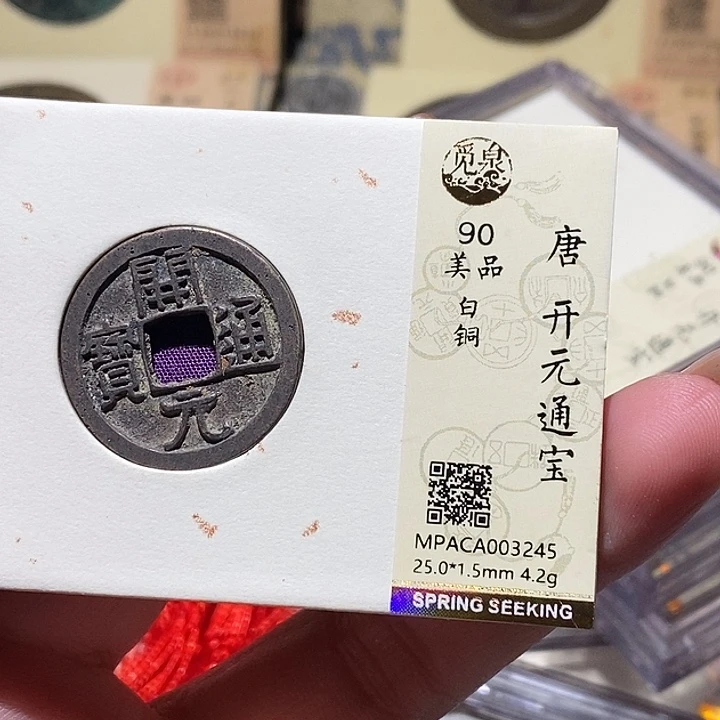 開
通
元
寶
觅泉
90
美品
白铜
唐 开元通宝
MPACA003245
25.0*1.5mm 4.2g
SPRING SEEKING